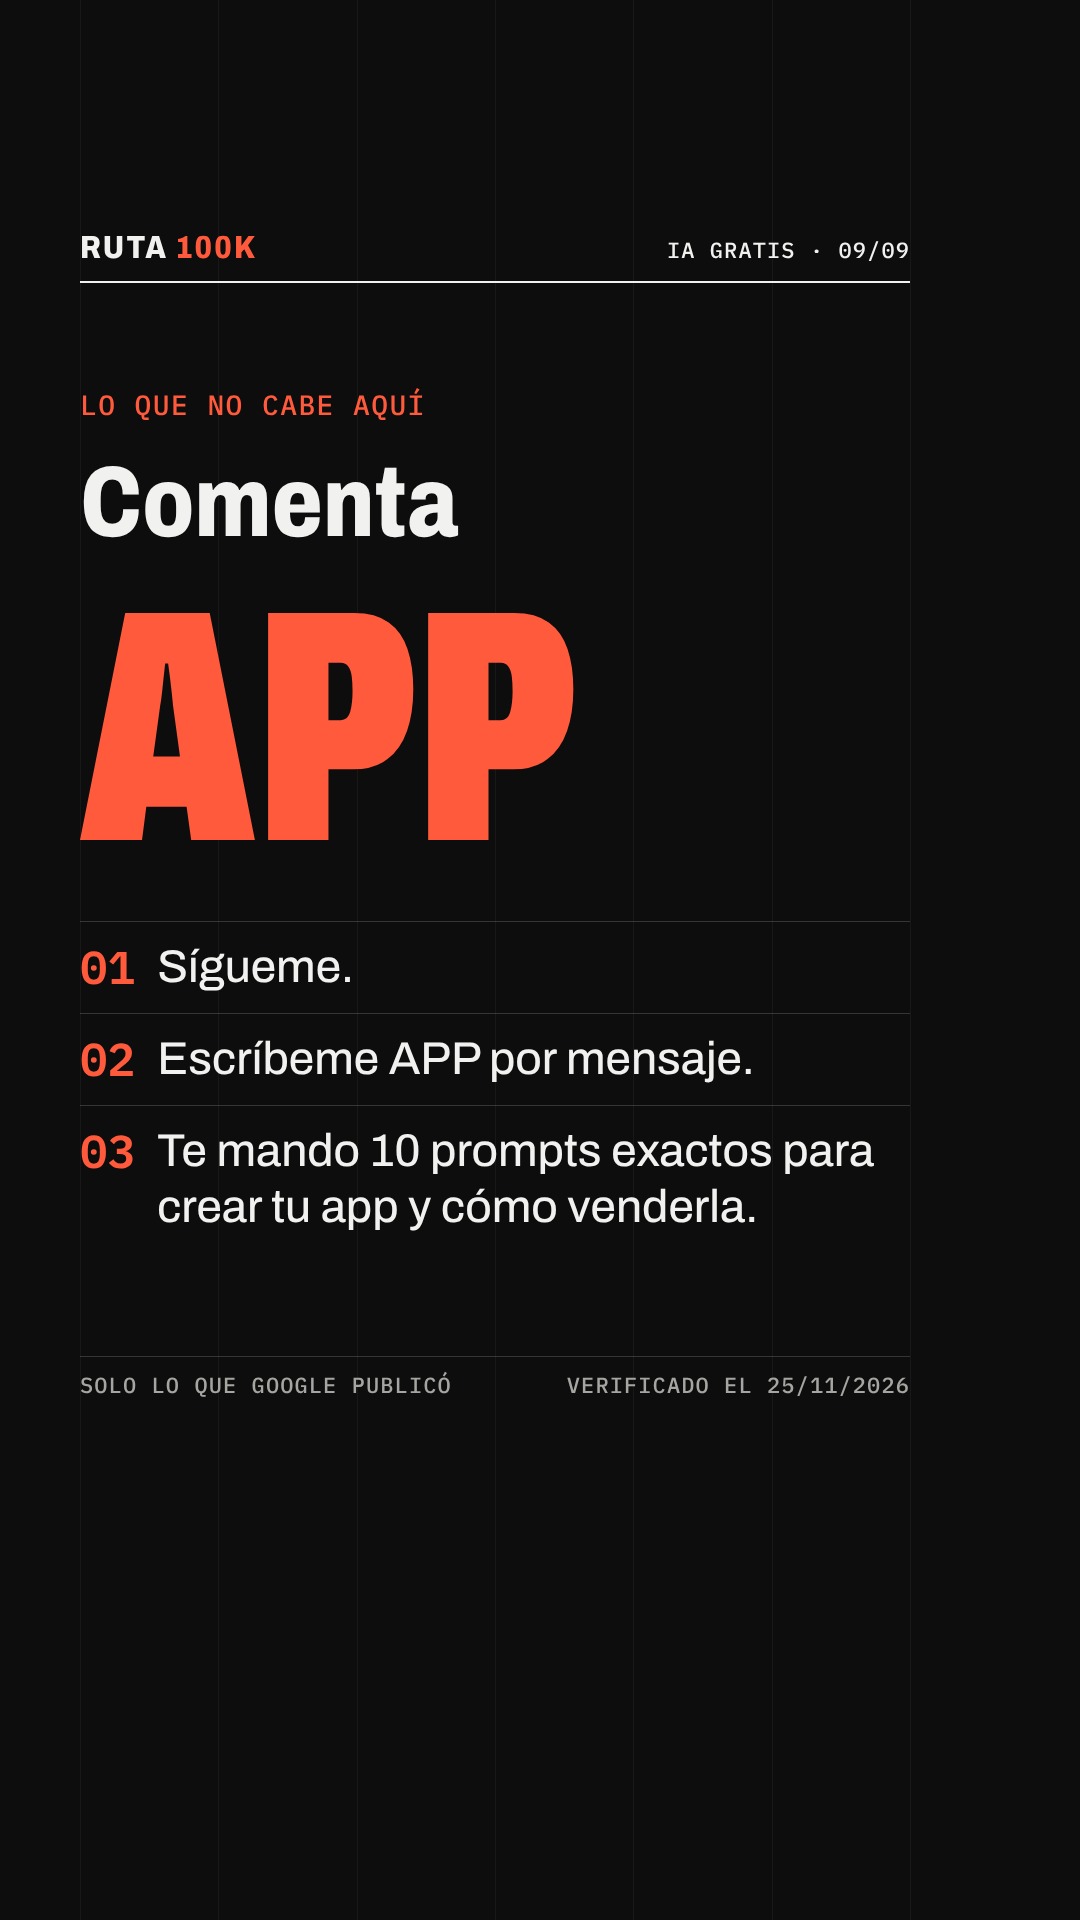 RUTA 100K
IA GRATIS · 09/09
LO QUE NO CABE AQUÍ
Comenta
APP
01 Sígueme.
02 Escríbeme APP por mensaje.
03 Te mando 10 prompts exactos para
crear tu app y cómo venderla.
SOLO LO QUE GOOGLE PUBLICÓ
VERIFICADO EL 25/11/2026